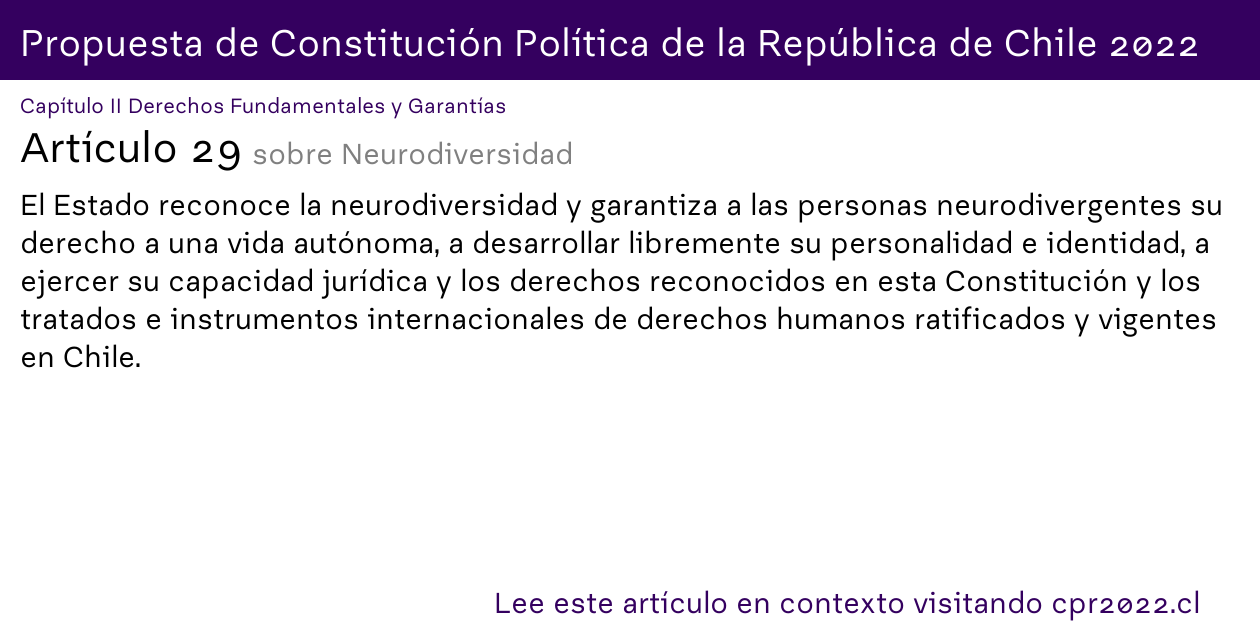 Propuesta de Constitución Política de la República de Chile 2022
Capítulo II Derechos Fundamentales y Garantías
Artículo 29 sobre Neurodiversidad
El Estado reconoce la neurodiversidad y garantiza a las personas neurodivergentes su
derecho a una vida autónoma, a desarrollar libremente su personalidad e identidad, a
ejercer su capacidad jurídica y los derechos reconocidos en esta Constitución y los
tratados e instrumentos internacionales de derechos humanos ratificados y vigentes
en Chile.
Lee este artículo en contexto visitando cpr2022.cl